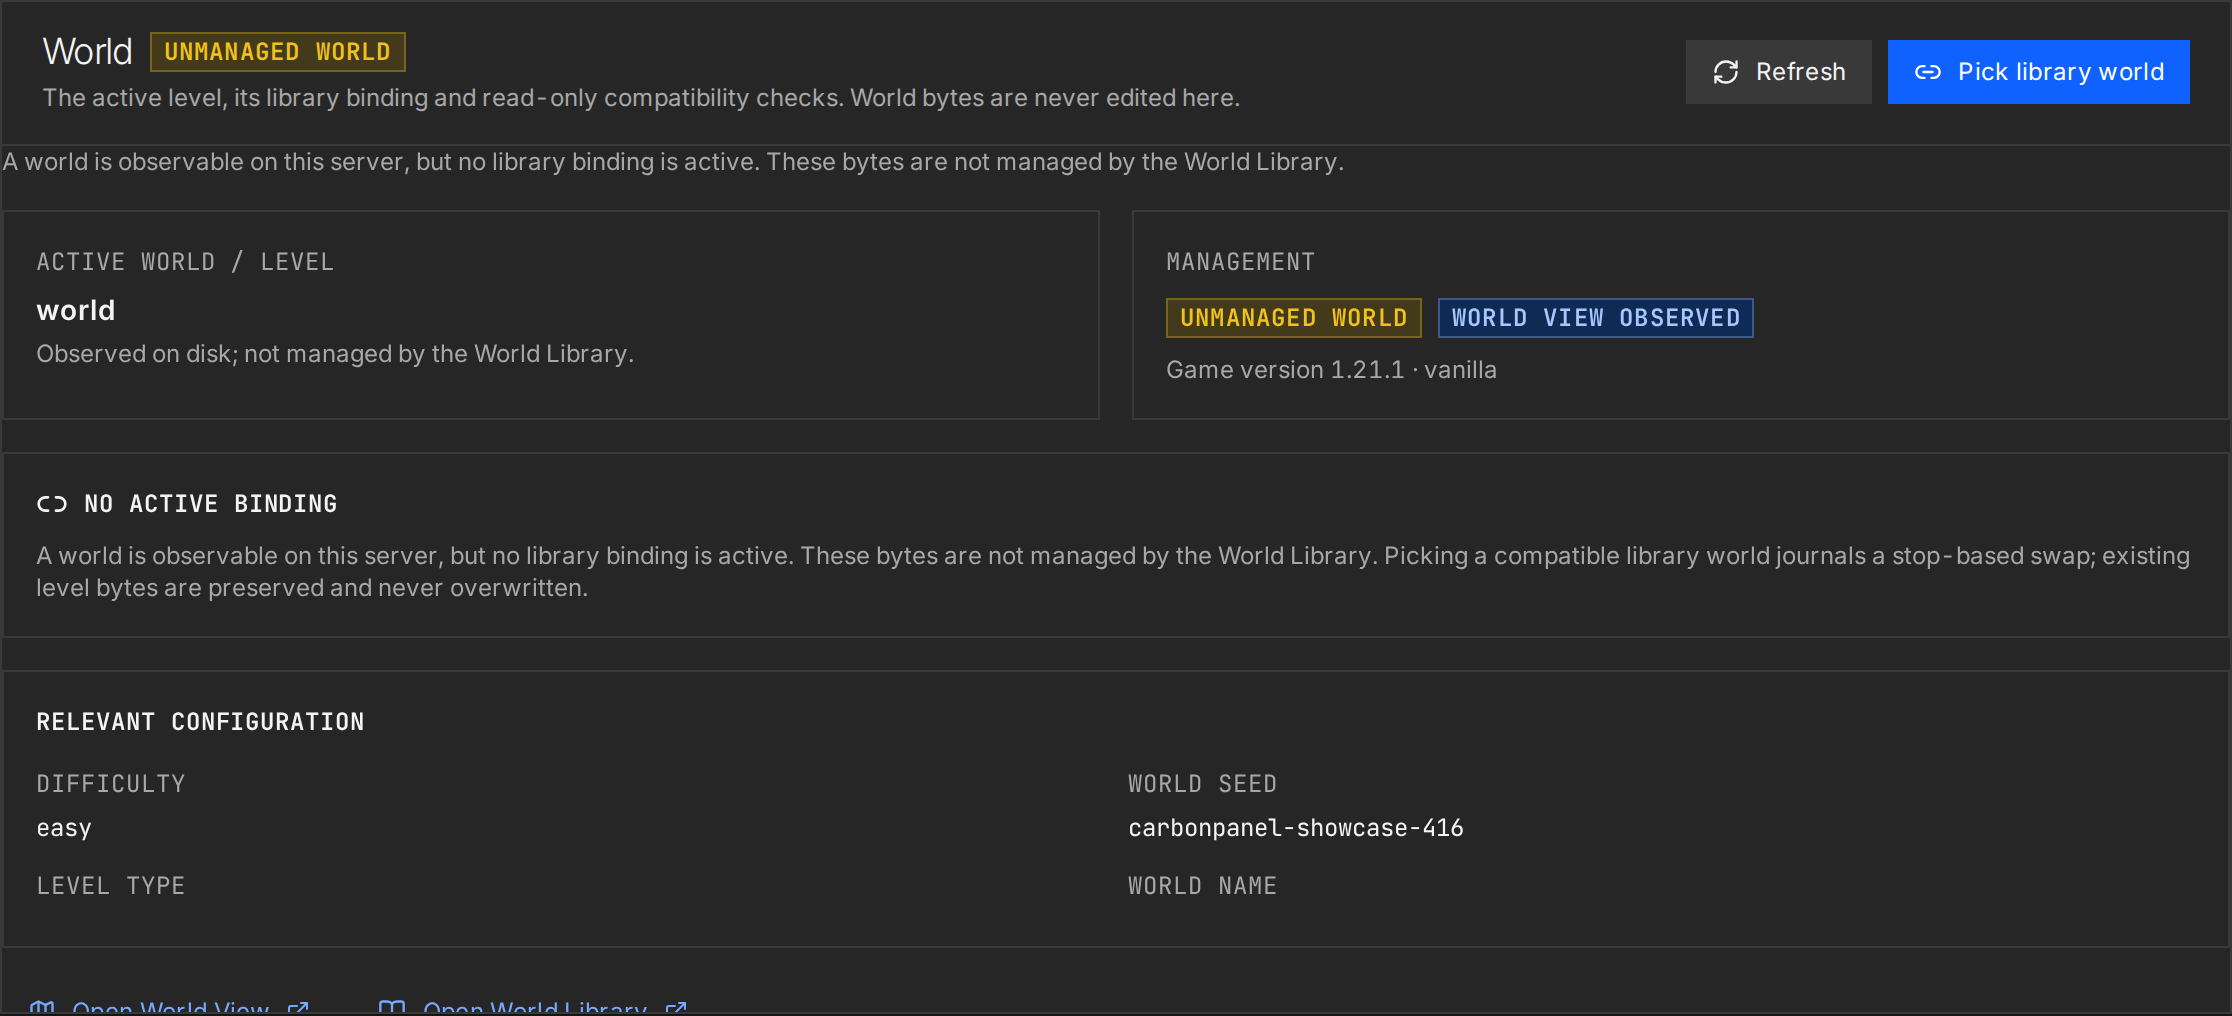 World UNMANAGED WORLD
The active level, its library binding and read-only compatibility checks. World bytes are never edited here.
Refresh
Pick library world
A world is observable on this server, but no library binding is active. These bytes are not managed by the World Library.
ACTIVE WORLD / LEVEL
world
Observed on disk; not managed by the World Library.
MANAGEMENT
UNMANAGED WORLD WORLD VIEW OBSERVED
Game version 1.21.1 · vanilla
NO ACTIVE BINDING
A world is observable on this server, but no library binding is active. These bytes are not managed by the World Library. Picking a compatible library world journals a stop-based swap; existing
level bytes are preserved and never overwritten.
RELEVANT CONFIGURATION
DIFFICULTY
easy
WORLD SEED
carbonpanel-showcase-416
LEVEL TYPE
WORLD NAME
Open World View
Open World Library